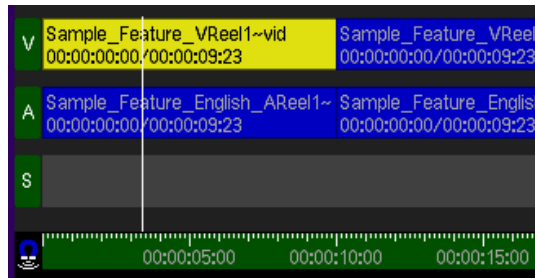 V
Sample_Feature_VReel1~vid
00:00:00:00/00:00:09:23
Sample_Feature_VReel
00:00:00:00/00:00:09:23
A
Sample_Feature_English_AReel1~
00:00:00:00/00:00:09:23
Sample_Feature_Englis
00:00:00:00/00:00:09:23
S
00:00:05:00 00:00:10:00 00:00:15:00